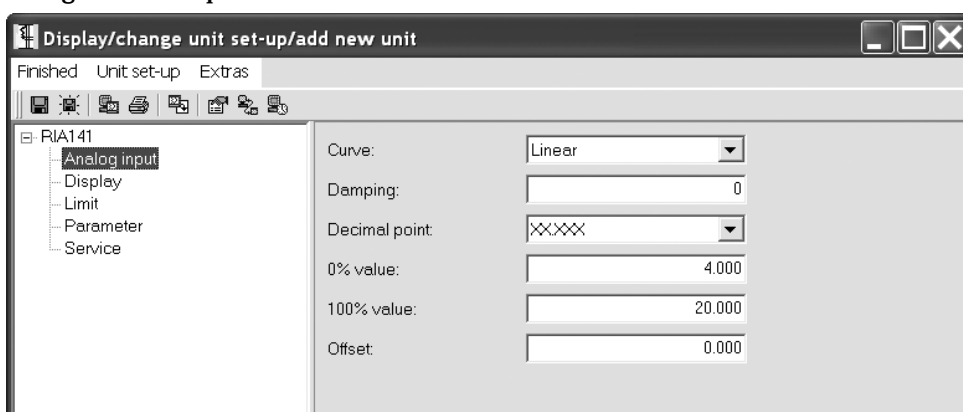 Display/change unit set-up/add new unit
Finished Unit set-up Extras
RIA141
Analog input
Display
Limit
Parameter
Service
Curve: Linear
Damping: 0
Decimal point: XX.XXX
0% value: 4.000
100% value: 20.000
Offset: 0.000